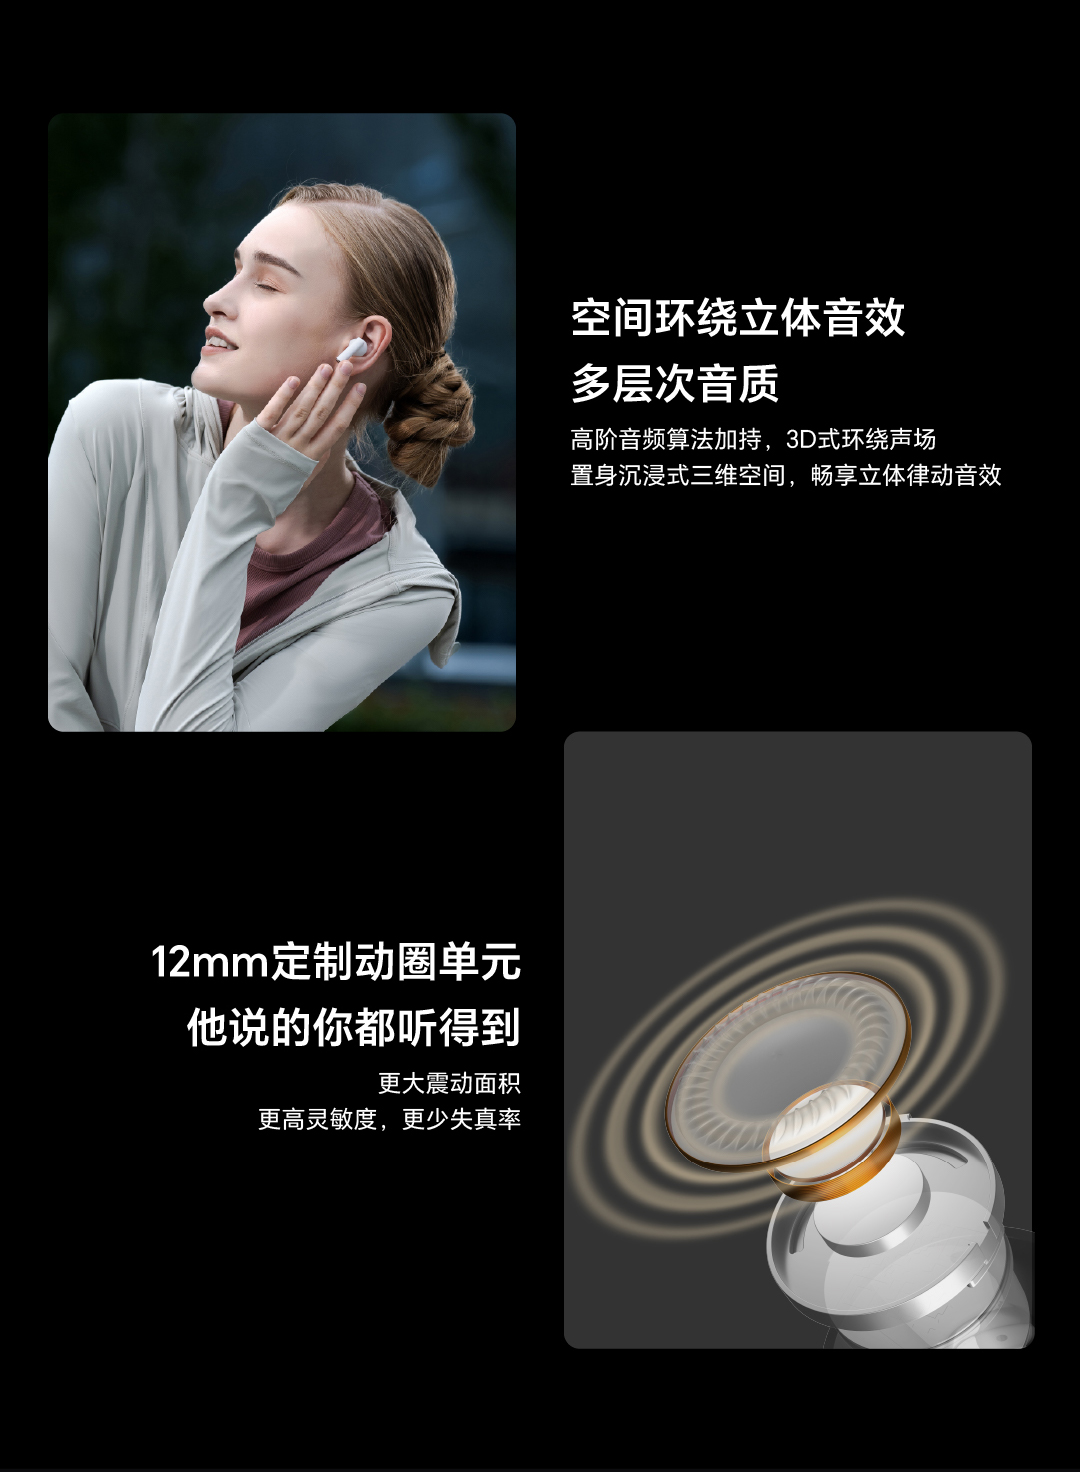 空间环绕立体音效
多层次音质
高阶音频算法加持，3D式环绕声场
置身沉浸式三维空间，畅享立体律动音效
12mm定制动圈单元
他说的你都听得到
更大震动面积
更高灵敏度，更少失真率